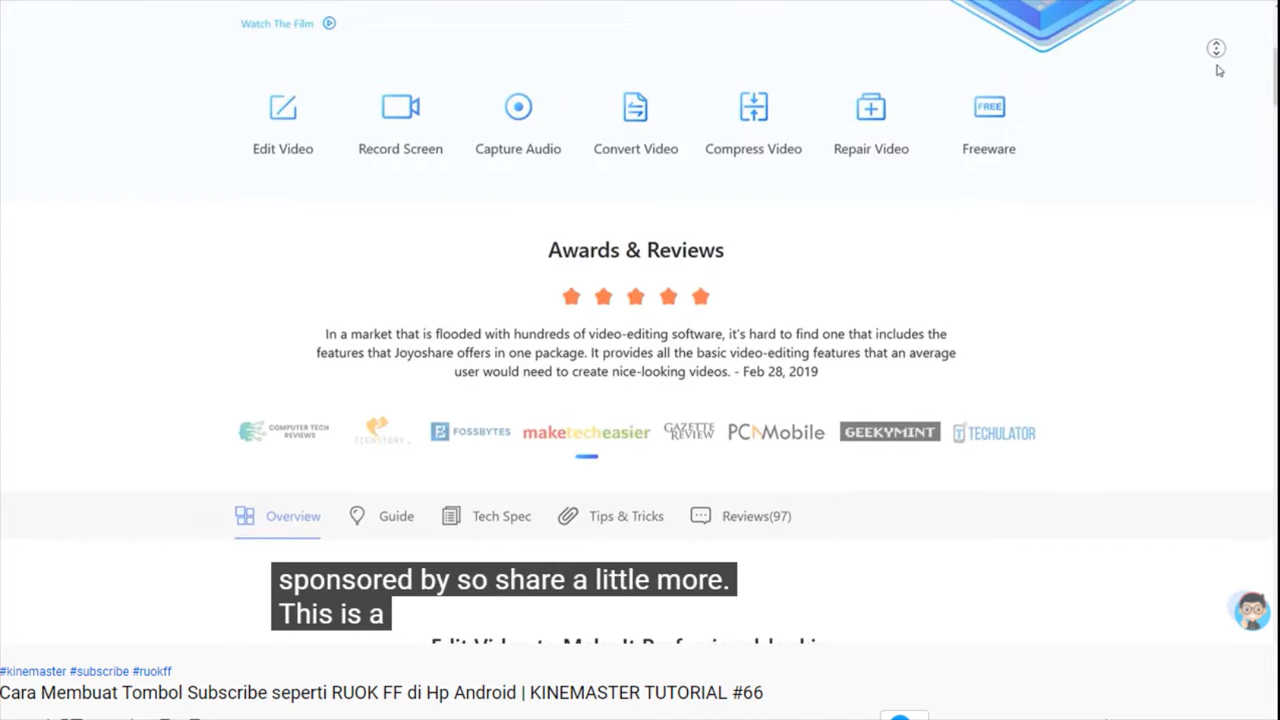 Watch The Film
Edit Video
Record Screen
Capture Audio
Convert Video
Compress Video
Repair Video
FREE
Freeware
Awards & Reviews
In a market that is flooded with hundreds of video-editing software, it's hard to find one that includes the
features that Joyoshare offers in one package. It provides all the basic video-editing features that an average
user would need to create nice-looking videos. - Feb 28, 2019
COMPUTER TECH
REVIEWS
FOSSBYTES
maketecheasier
GAZETTE
REVIEW
PCNMobile
GEEKYMINT
TECHULATOR
Overview
Guide
Tech Spec
Tips & Tricks
Reviews(97)
sponsored by so share a little more.
This is a
#kinemaster #subscribe #ruokff
Cara Membuat Tombol Subscribe seperti RUOK FF di Hp Android | KINEMASTER TUTORIAL #66